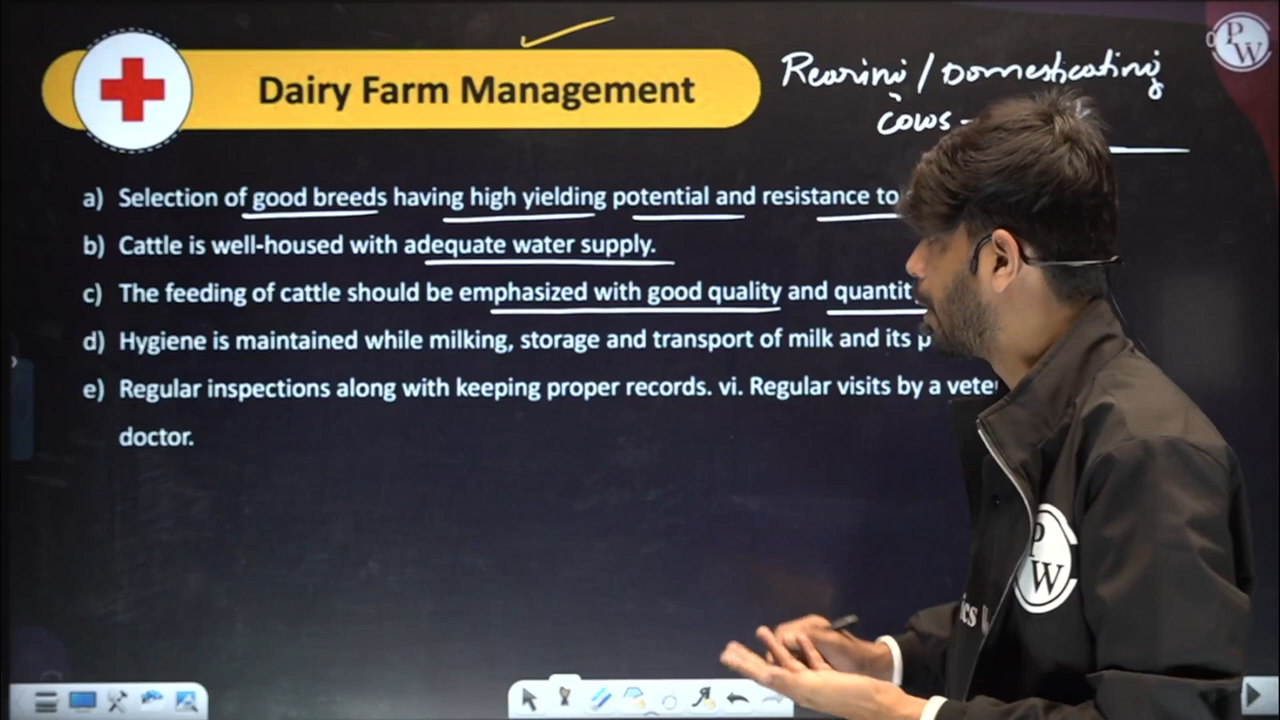 PW
Dairy Farm Management
Rearing / Domesticating
Cows -
a) Selection of good breeds having high yielding potential and resistance to
b) Cattle is well-housed with adequate water supply.
c) The feeding of cattle should be emphasized with good quality and
d) Hygiene is maintained while milking, storage and transport of milk and its
e) Regular inspections along with keeping proper records. vi. Regular visits by a
doctor.
PW